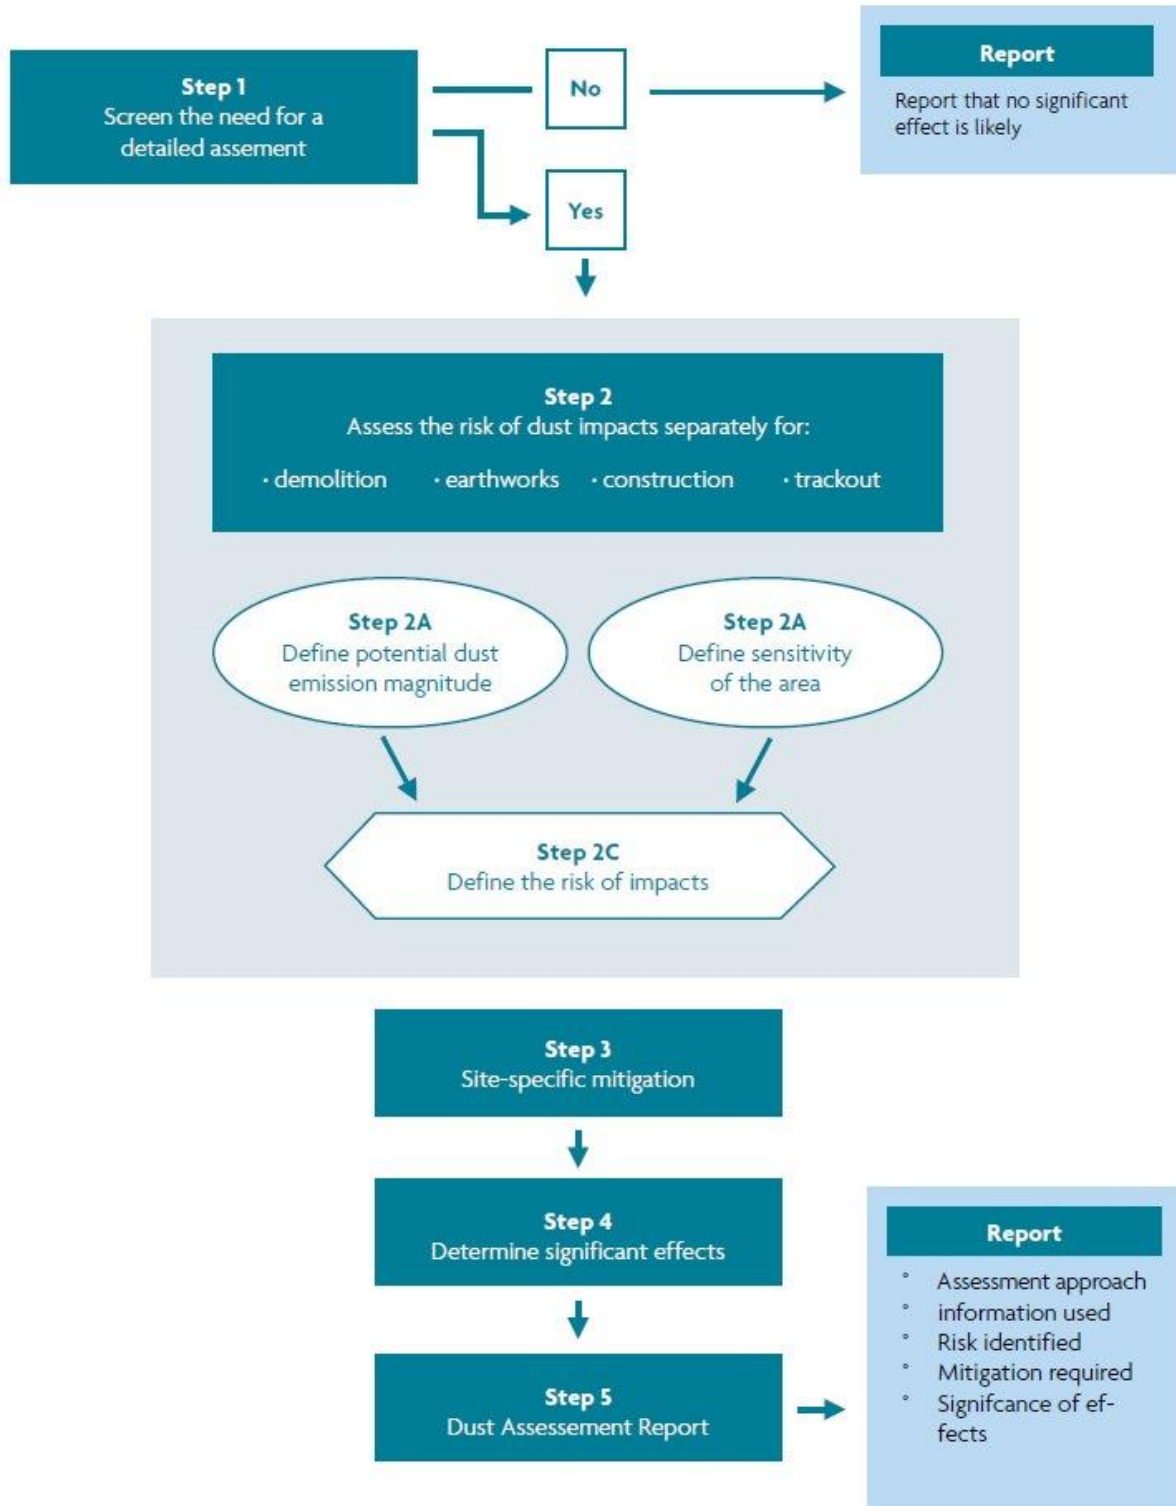 Step 1
Screen the need for a
detailed assement
No
Report
Report that no significant
effect is likely
Yes
Step 2
Assess the risk of dust impacts separately for:
· demolition · earthworks · construction · trackout
Step 2A
Define potential dust
emission magnitude
Step 2A
Define sensitivity
of the area
Step 2C
Define the risk of impacts
Step 3
Site-specific mitigation
Step 4
Determine significant effects
Step 5
Dust Assessement Report
Report
° Assessment approach
° information used
° Risk identified
° Mitigation required
° Signifcance of ef-
fects